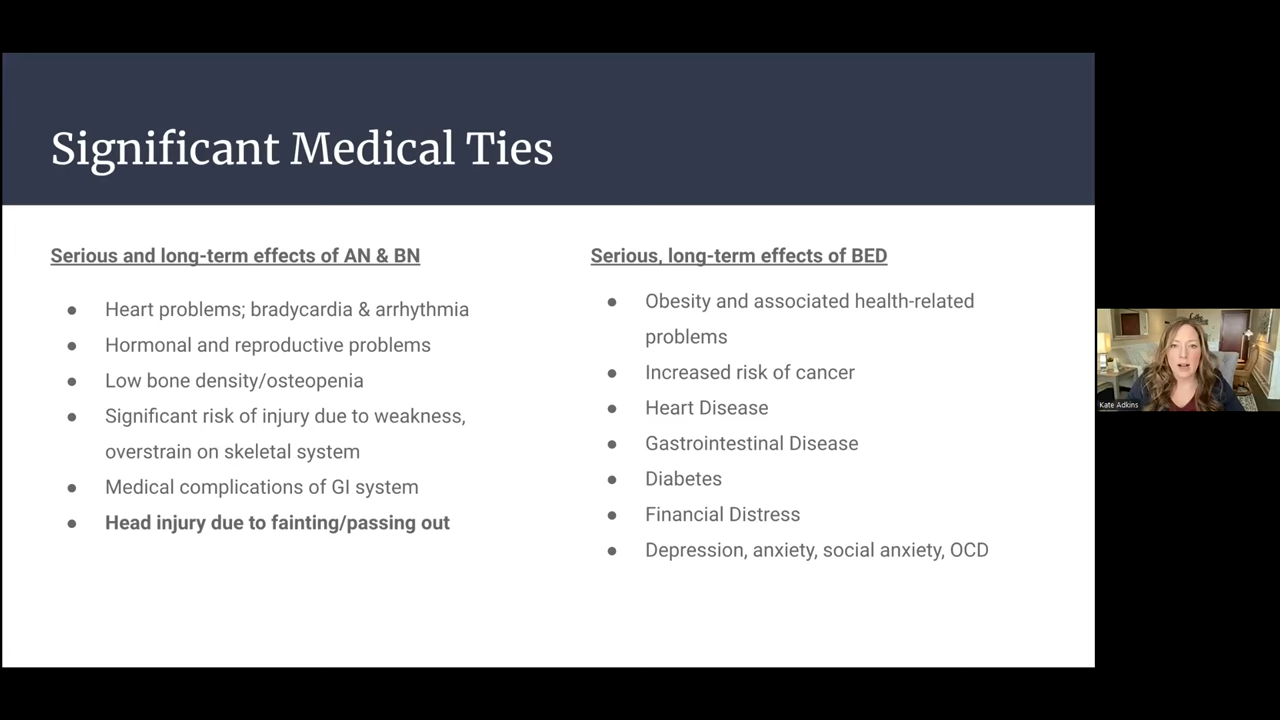 Significant Medical Ties
Serious and long-term effects of AN & BN
● Heart problems; bradycardia & arrhythmia
● Hormonal and reproductive problems
● Low bone density/osteopenia
● Significant risk of injury due to weakness,
overstrain on skeletal system
● Medical complications of GI system
● Head injury due to fainting/passing out
Serious, long-term effects of BED
● Obesity and associated health-related
problems
● Increased risk of cancer
● Heart Disease
● Gastrointestinal Disease
● Diabetes
● Financial Distress
● Depression, anxiety, social anxiety, OCD
Kate Adkins